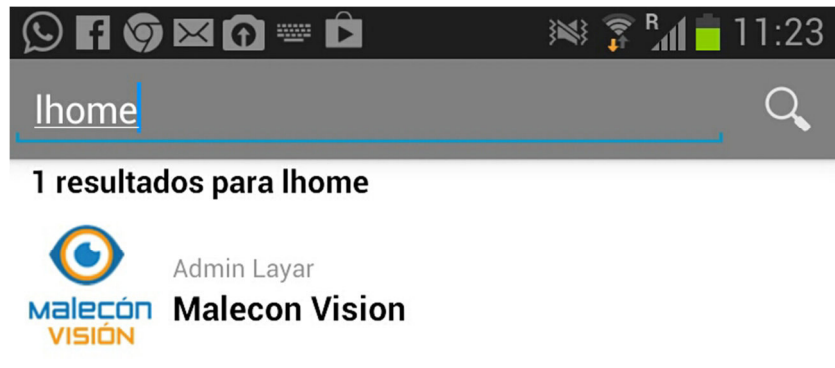 R 11:23
lhome
1 resultados para lhome
Admin Layar
Malecon Vision
malecón
VISIÓN